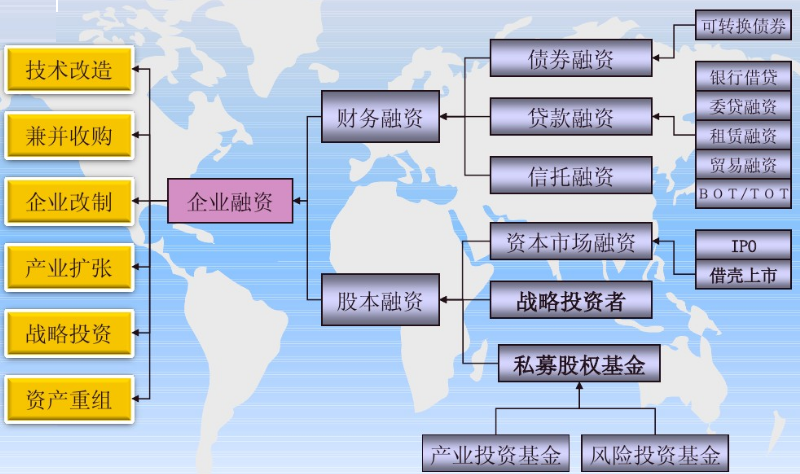 技术改造
兼并收购
企业改制
产业扩张
战略投资
资产重组
企业融资
财务融资
股本融资
债券融资
贷款融资
信托融资
资本市场融资
战略投资者
私募股权基金
产业投资基金
风险投资基金
可转换债券
银行借贷
委贷融资
租赁融资
贸易融资
BOT/TOT
IPO
借壳上市